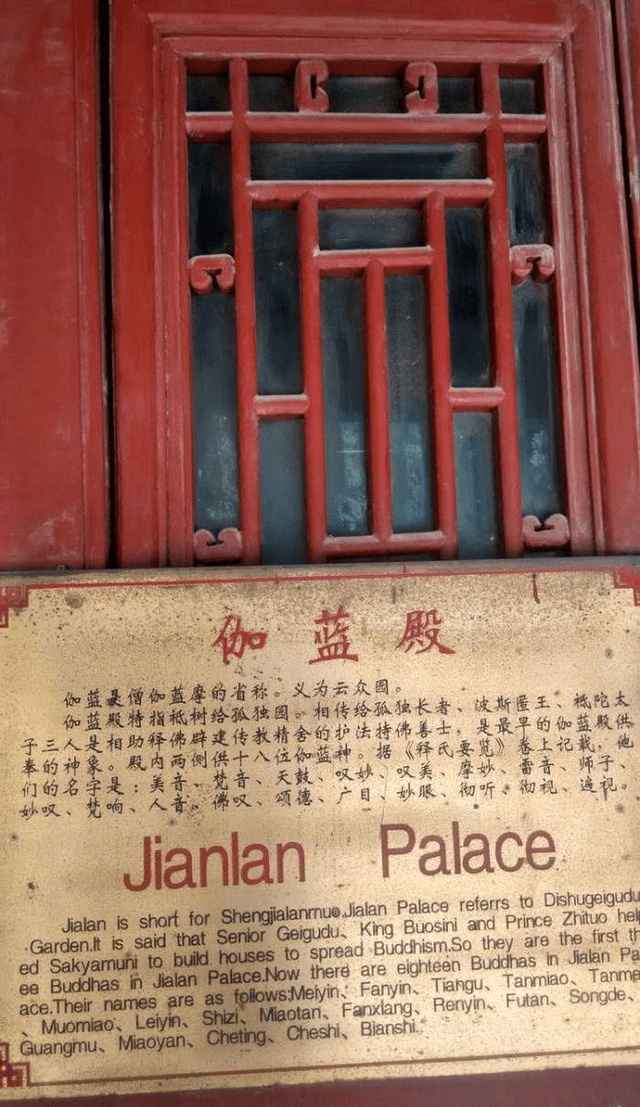 伽蓝殿
伽蓝是僧伽蓝摩的省称。义为云众园。
伽蓝殿特指祗树给孤独园。相传给孤独长者、波斯匿王、祗陀太
子三人是相助释佛辟建传教精舍的护法持佛善士，是最早的伽蓝殿供
奉的神象。殿内两侧供十八位伽蓝神。据《释氏要览》卷上记载，他
们的名字是：美音、梵音、天鼓、叹妙、叹美、摩妙、雷音、师子、
妙叹、梵响、人音、佛叹、颂德、广目、妙眼、彻听、彻视、遍视。
Jianlan Palace
Jialan is short for Shengjialanmuo.Jialan Palace referrs to Dishugeigudu
Garden.It is said that Senior Geigudu、King Buosini and Prince Zhituo help
ed Sakyamuni to build houses to spread Buddhism.So they are the first thr
ee Buddhas in Jialan Palace.Now there are eighteen Buddhas in Jialan Pal
ace.Their names are as follows:Meiyin、Fanyin、Tiangu、Tanmiao、Tanmei
、Muomiao、Leiyin、Shizi、Miaotan、Fanxlang、Renyin、Futan、Songde、
Guangmu、Miaoyan、Cheting、Cheshi、Bianshi.